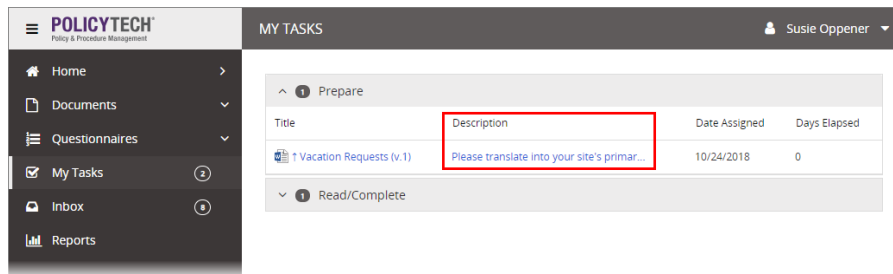 POLICYTECH
Policy & Procedure Management
MY TASKS
Susie Oppener
Home
Documents
Questionnaires
My Tasks 2
Inbox 8
Reports
1 Prepare
Title Description Date Assigned Days Elapsed
↑ Vacation Requests (v.1) Please translate into your site's primar... 10/24/2018 0
1 Read/Complete